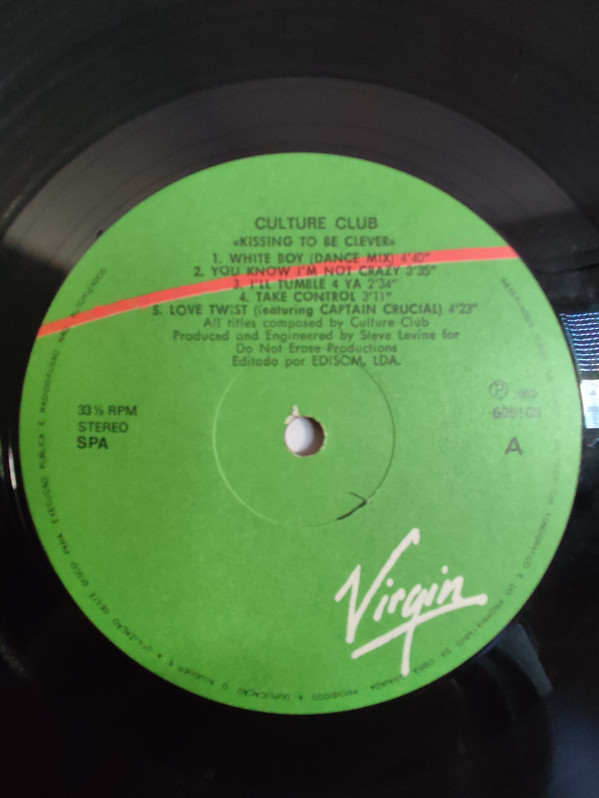 CULTURE CLUB
«KISSING TO BE CLEVER»
1. WHITE BOY (DANCE MIX) 4'40"
2. YOU KNOW I'M NOT CRAZY 3'35"
3. I'LL TUMBLE 4 YA 2'34"
4. TAKE CONTROL 3'11"
5. LOVE TWIST (featuring CAPTAIN CRUCIAL) 4'23"
All titles composed by Culture Club
Produced and Engineered by Steve Levine for
Do Not Erase Productions
Editado por EDISOM, LDA.
33⅓ RPM
STEREO
SPA
℗ 1982
A
Virgin